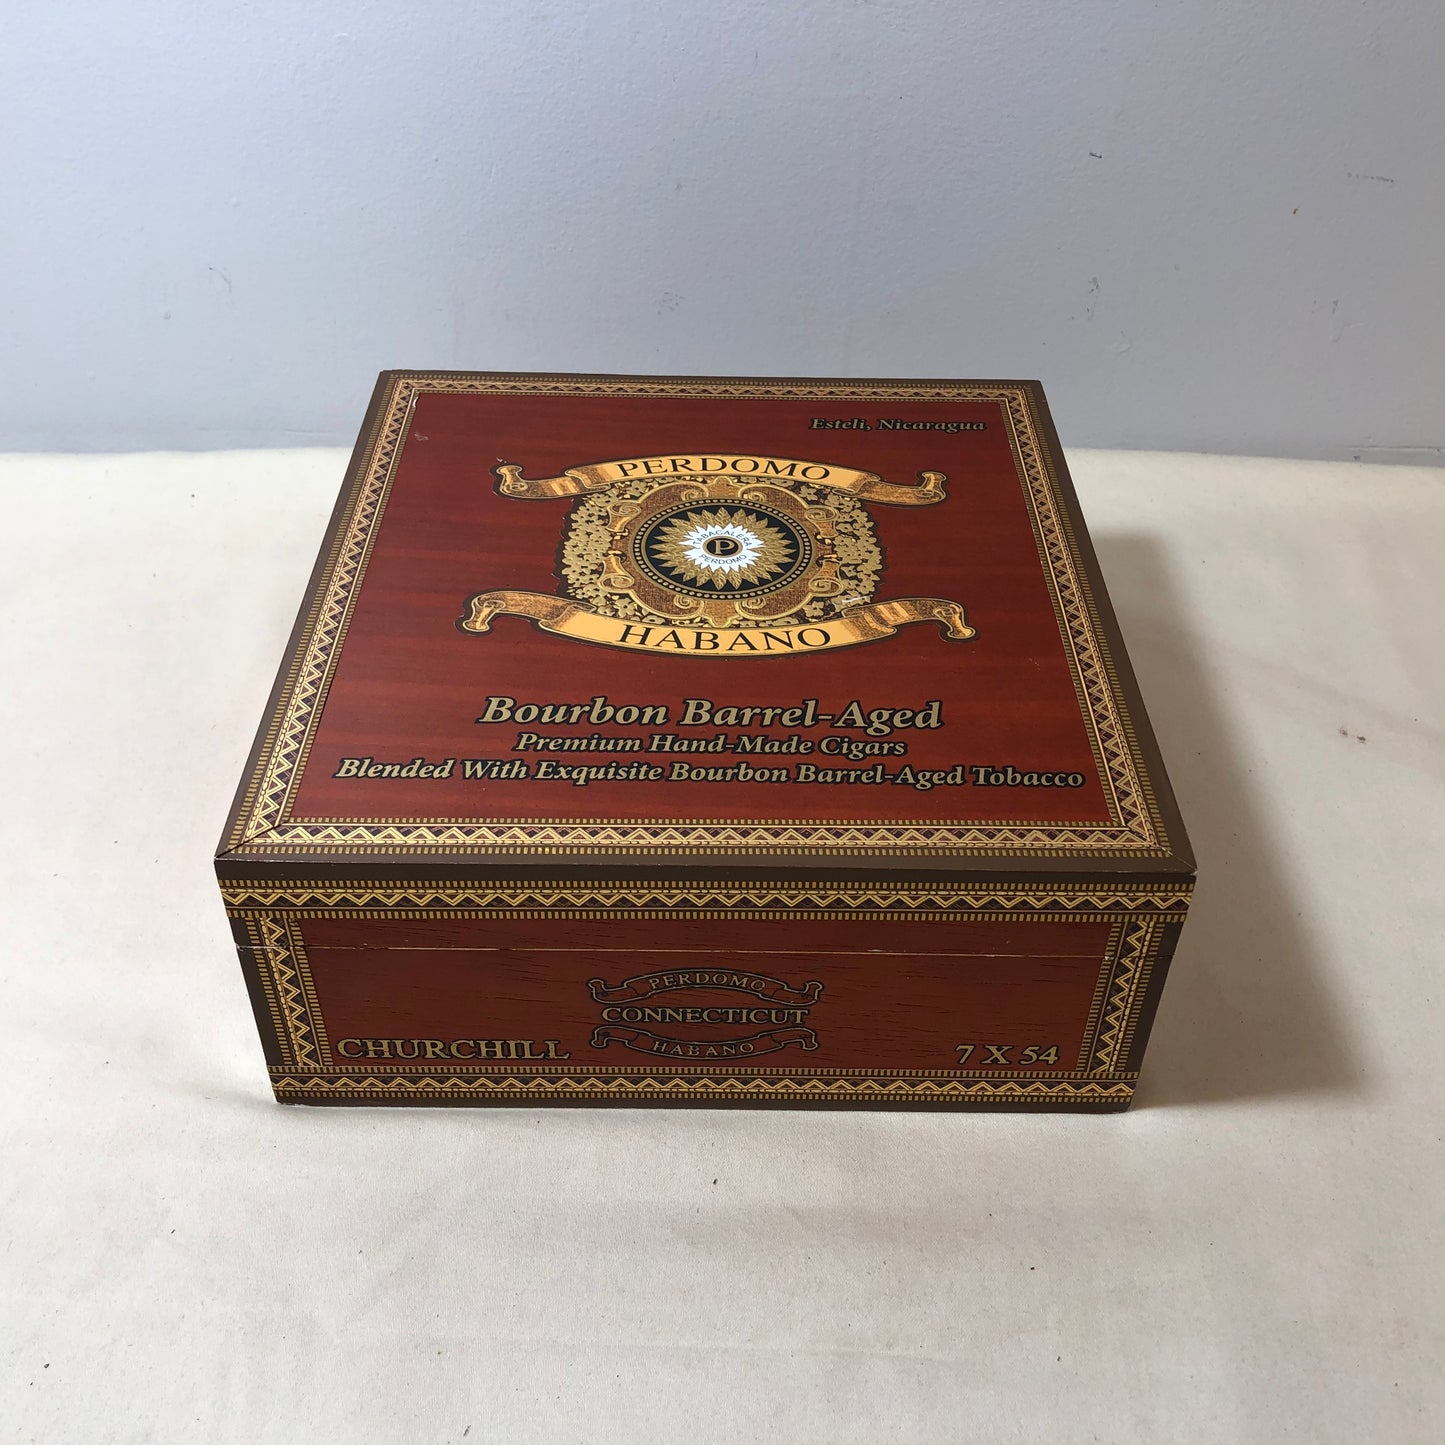 Esteli, Nicaragua
PERDOMO
TABACALERA
P
PERDOMO
HABANO
Bourbon Barrel-Aged
Premium Hand-Made Cigars
Blended With Exquisite Bourbon Barrel-Aged Tobacco
PERDOMO
CONNECTICUT
HABANO
CHURCHILL
7 X 54